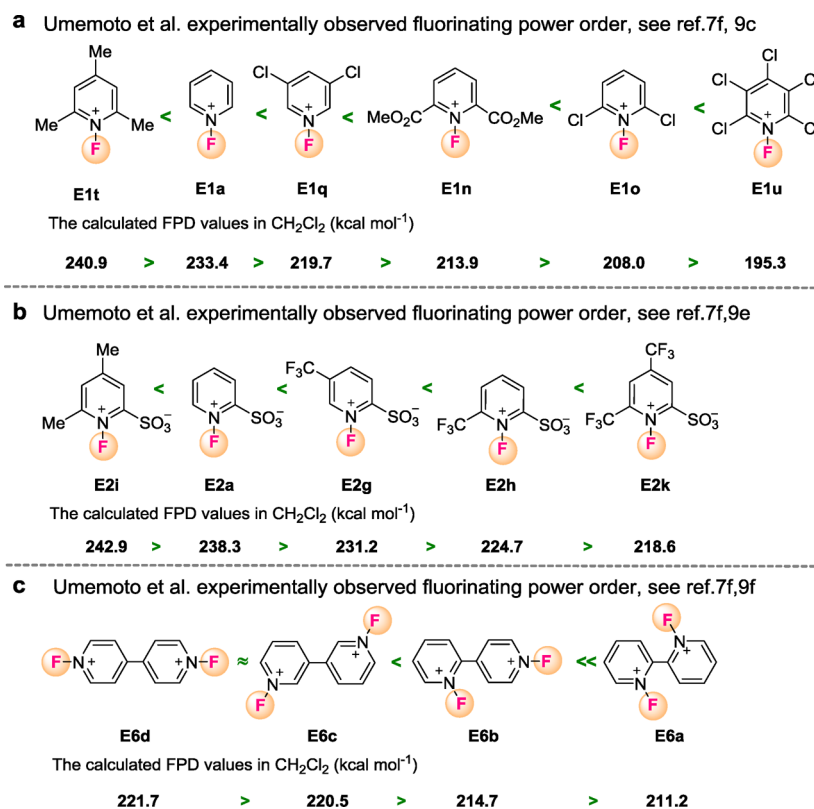 a Umemoto et al. experimentally observed fluorinating power order, see ref.7f, 9c
Me
Cl Cl
Cl
Cl Cl
Me N+ Me < N+ < N+ < MeO₂C N+ CO₂Me < Cl N+ Cl < Cl N+ Cl
F F F F F F
E1t E1a E1q E1n E1o E1u
The calculated FPD values in CH₂Cl₂ (kcal mol⁻¹)
240.9 > 233.4 > 219.7 > 213.9 > 208.0 > 195.3
b Umemoto et al. experimentally observed fluorinating power order, see ref.7f,9e
Me F₃C CF₃
< < < <
Me N+ SO₃⁻ N+ SO₃⁻ N+ SO₃⁻ F₃C N+ SO₃⁻ F₃C N+ SO₃⁻
F F F F F
E2i E2a E2g E2h E2k
The calculated FPD values in CH₂Cl₂ (kcal mol⁻¹)
242.9 > 238.3 > 231.2 > 224.7 > 218.6
c Umemoto et al. experimentally observed fluorinating power order, see ref.7f,9f
F F
N+ N+
F N+ N+ F ≈ < N+ N+ F <<
N+ N+
F F F
E6d E6c E6b E6a
The calculated FPD values in CH₂Cl₂ (kcal mol⁻¹)
221.7 > 220.5 > 214.7 > 211.2